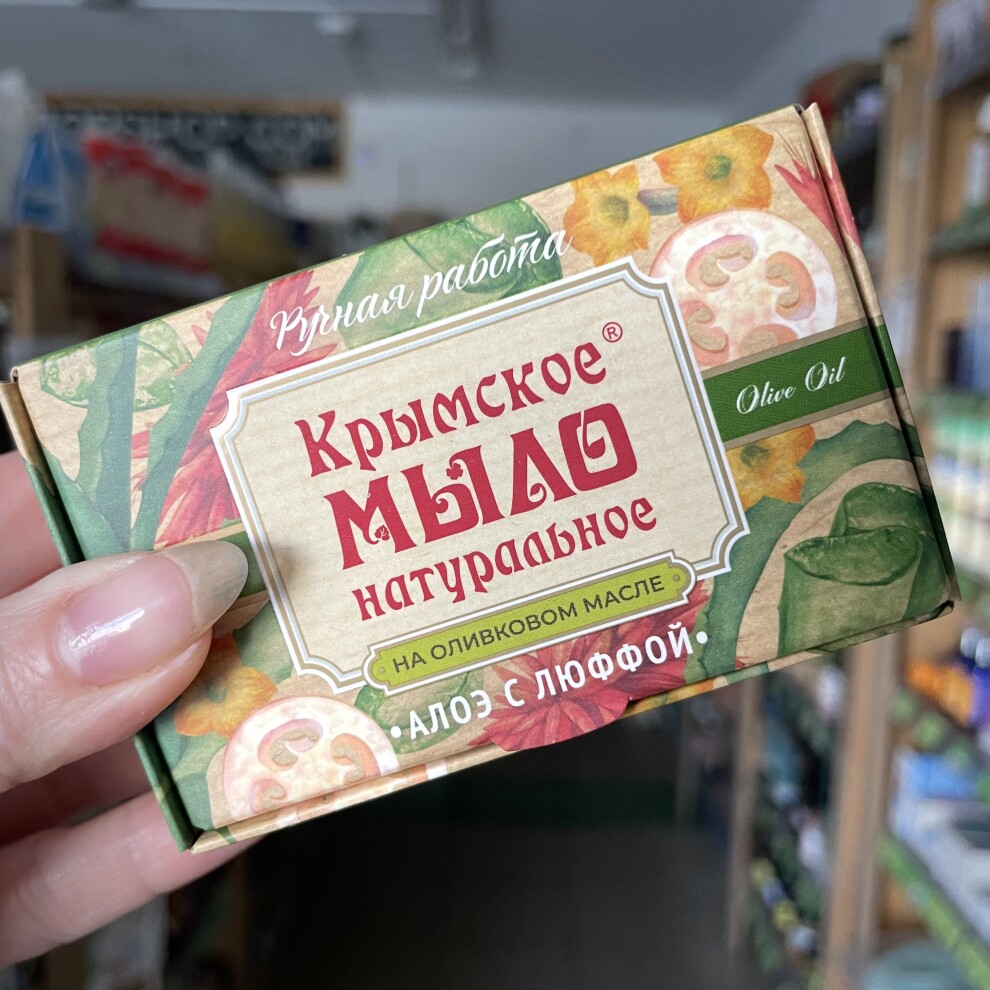 Ручная работа
Крымское®
мыло
натуральное
НА ОЛИВКОВОМ МАСЛЕ
•АЛОЭ С ЛЮФФОЙ•
Olive Oil